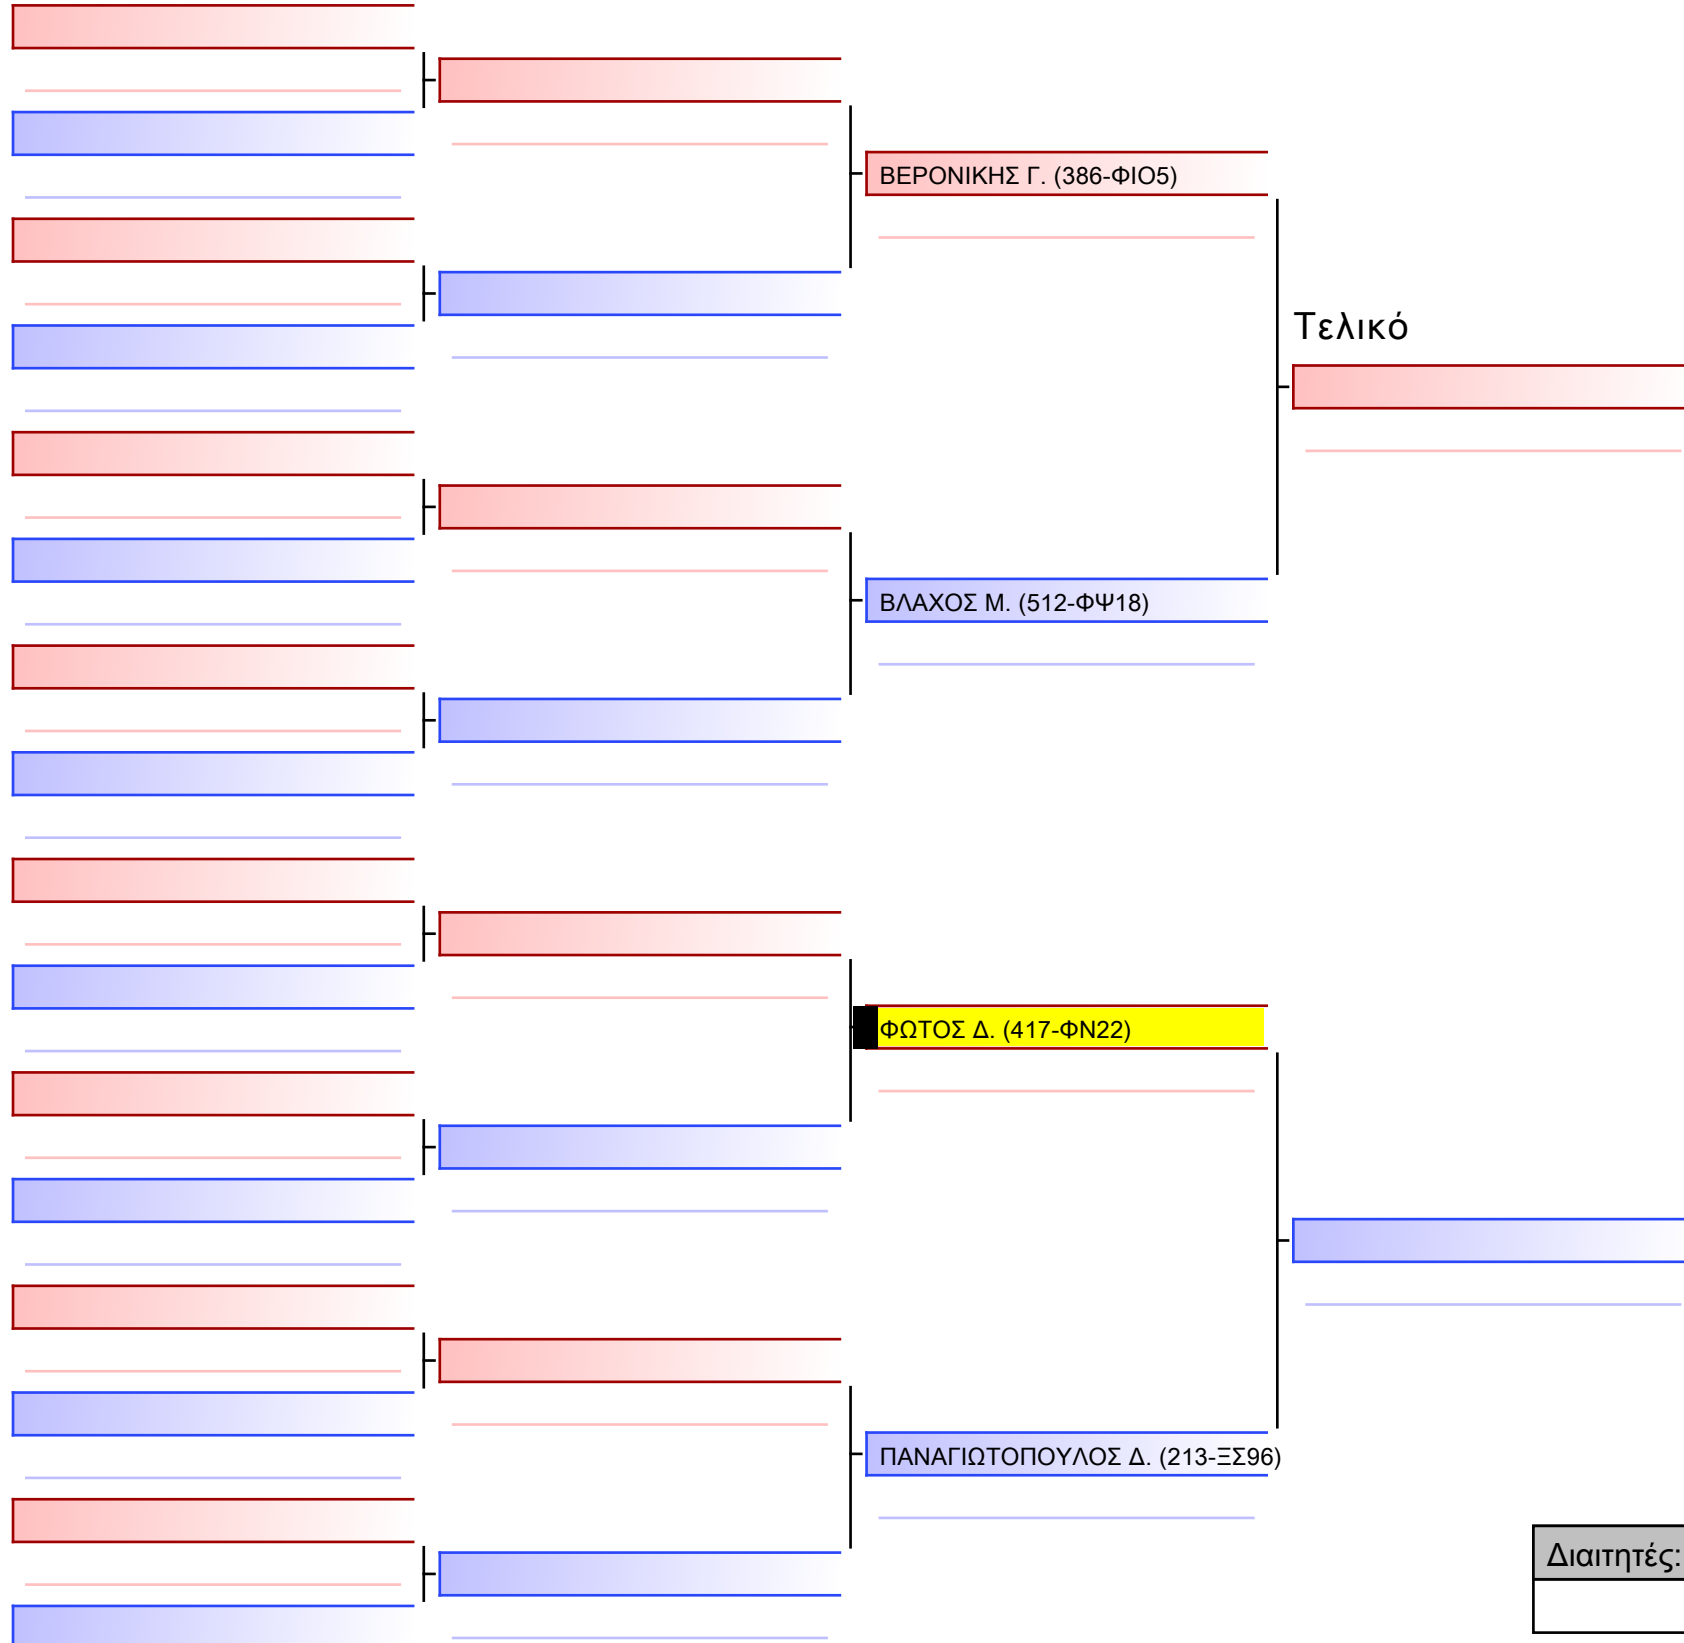 ΒΕΡΟΝΙΚΗΣ Γ. (386-ΦΙΟ5)
Τελικό
ΒΛΑΧΟΣ Μ. (512-ΦΨ18)
ΦΩΤΟΣ Δ. (417-ΦΝ22)
ΠΑΝΑΓΙΩΤΟΠΟΥΛΟΣ Δ. (213-ΞΣ96)
Διαιτητές: